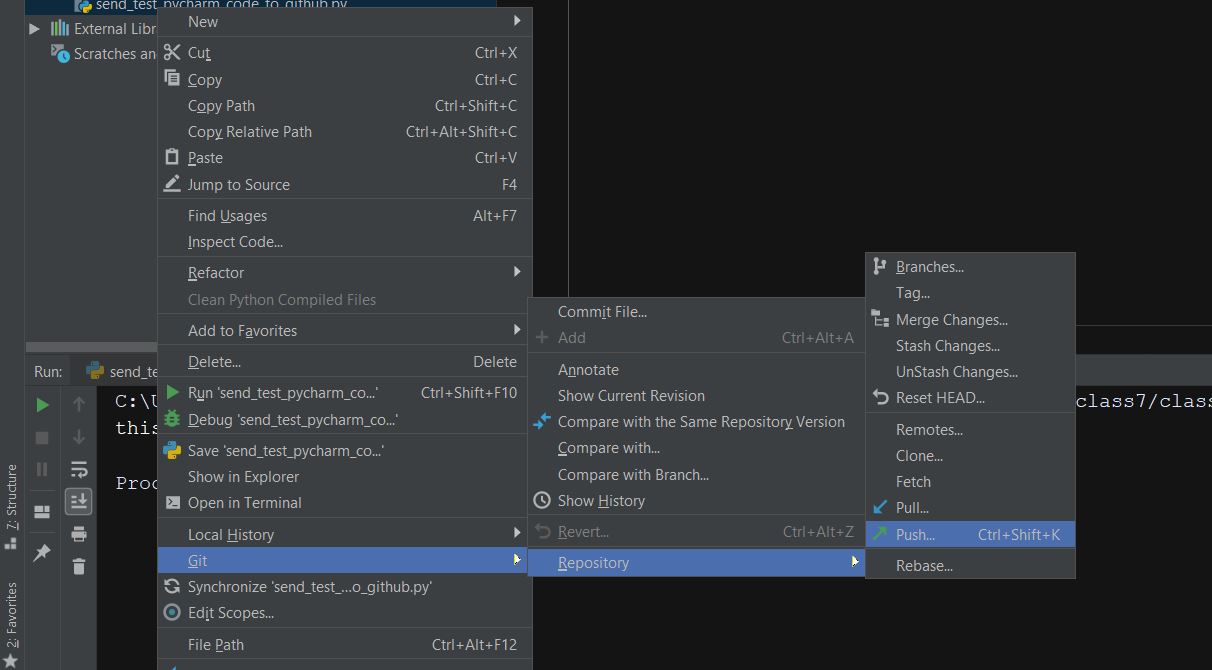 send_test_pycharm_code_to_github.py
External Libr
Scratches an
New
Cut Ctrl+X
Copy Ctrl+C
Copy Path Ctrl+Shift+C
Copy Relative Path Ctrl+Alt+Shift+C
Paste Ctrl+V
Jump to Source F4
Find Usages Alt+F7
Inspect Code...
Refactor
Clean Python Compiled Files
Add to Favorites
Delete... Delete
Run 'send_test_pycharm_co...' Ctrl+Shift+F10
Debug 'send_test_pycharm_co...'
Save 'send_test_pycharm_co...'
Show in Explorer
Open in Terminal
Local History
Git
Synchronize 'send_test_...o_github.py'
Edit Scopes...
File Path Ctrl+Alt+F12
Commit File...
Add Ctrl+Alt+A
Annotate
Show Current Revision
Compare with the Same Repository Version
Compare with...
Compare with Branch...
Show History
Revert... Ctrl+Alt+Z
Repository
Branches...
Tag...
Merge Changes...
Stash Changes...
UnStash Changes...
Reset HEAD...
Remotes...
Clone...
Fetch
Pull...
Push... Ctrl+Shift+K
Rebase...
Run: send_te
C:\U
class7/class
this
Proc
7: Structure
2: Favorites